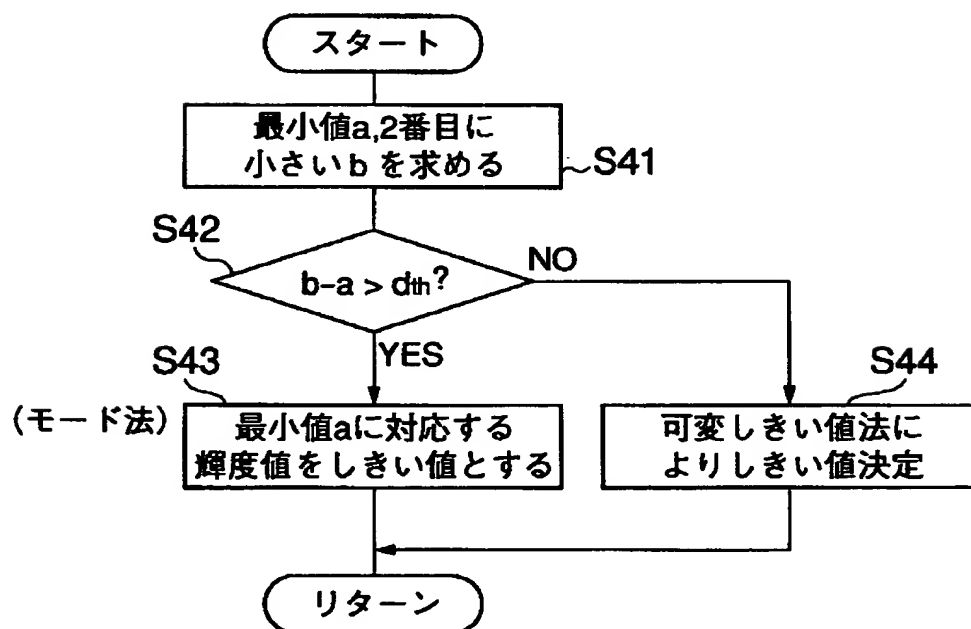 スタート
最小値a,2番目に
小さいbを求める
S41
S42
b-a > dth?
NO
YES
S43
S44
(モード法)
最小値aに対応する
輝度値をしきい値とする
可変しきい値法に
よりしきい値決定
リターン